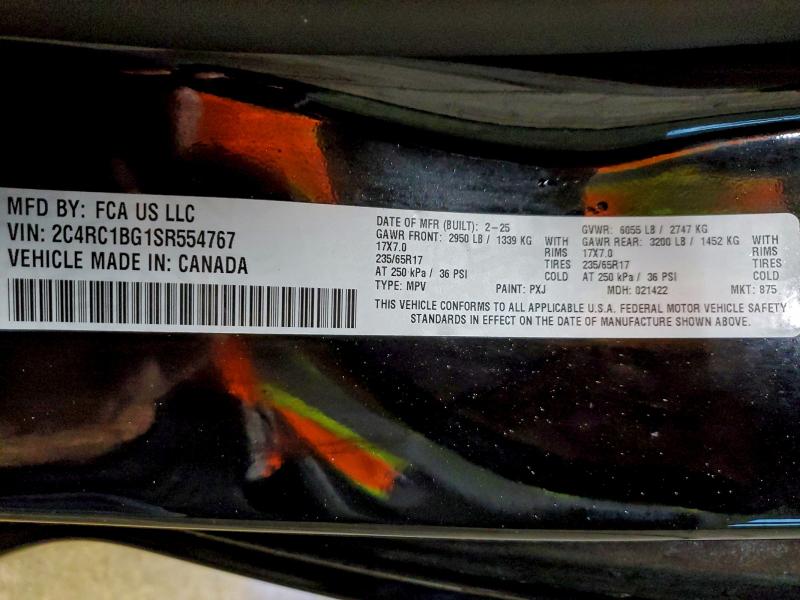 MFD BY: FCA US LLC
VIN: 2C4RC1BG1SR554767
VEHICLE MADE IN: CANADA
DATE OF MFR (BUILT): 2-25
GAWR FRONT: 2950 LB / 1339 KG WITH
17X7.0 RIMS
235/65R17 TIRES
AT 250 kPa / 36 PSI COLD
TYPE: MPV
GVWR: 6055 LB / 2747 KG
GAWR REAR: 3200 LB / 1452 KG WITH
17X7.0 RIMS
235/65R17 TIRES
AT 250 kPa / 36 PSI COLD
PAINT: PXJ MDH: 021422 MKT: 875
THIS VEHICLE CONFORMS TO ALL APPLICABLE U.S.A. FEDERAL MOTOR VEHICLE SAFETY
STANDARDS IN EFFECT ON THE DATE OF MANUFACTURE SHOWN ABOVE.